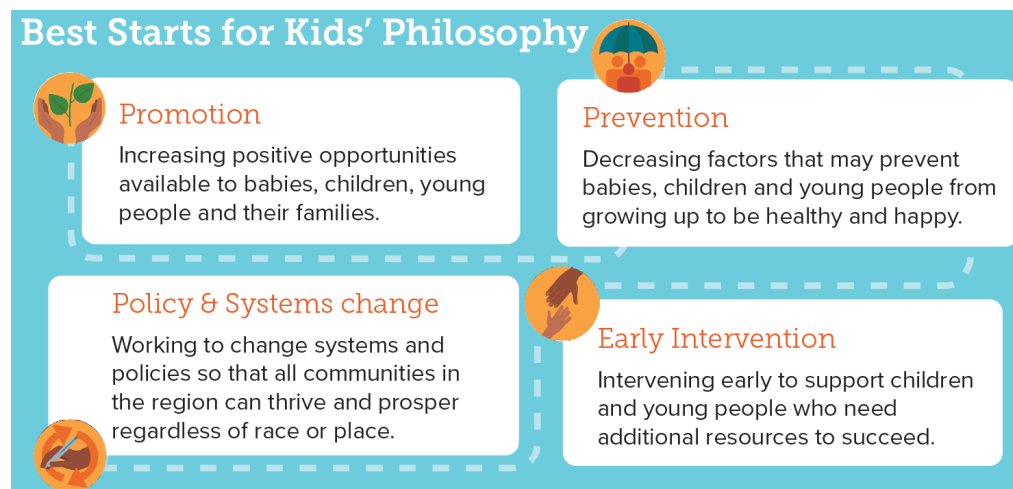 Best Starts for Kids’ Philosophy
Promotion
Increasing positive opportunities
available to babies, children, young
people and their families.
Prevention
Decreasing factors that may prevent
babies, children and young people from
growing up to be healthy and happy.
Policy & Systems change
Working to change systems and
policies so that all communities in
the region can thrive and prosper
regardless of race or place.
Early Intervention
Intervening early to support children
and young people who need
additional resources to succeed.